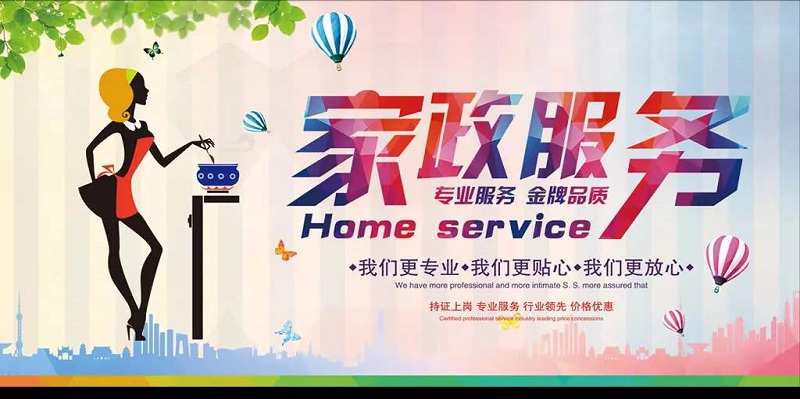 家政服务
专业服务 金牌品质
Home service
◆我们更专业◆我们更贴心◆我们更放心◆
We have more professional and more intimate S. S. more assured that
持证上岗 专业服务 行业领先 价格优惠
Certified professional service industry leading price concessions